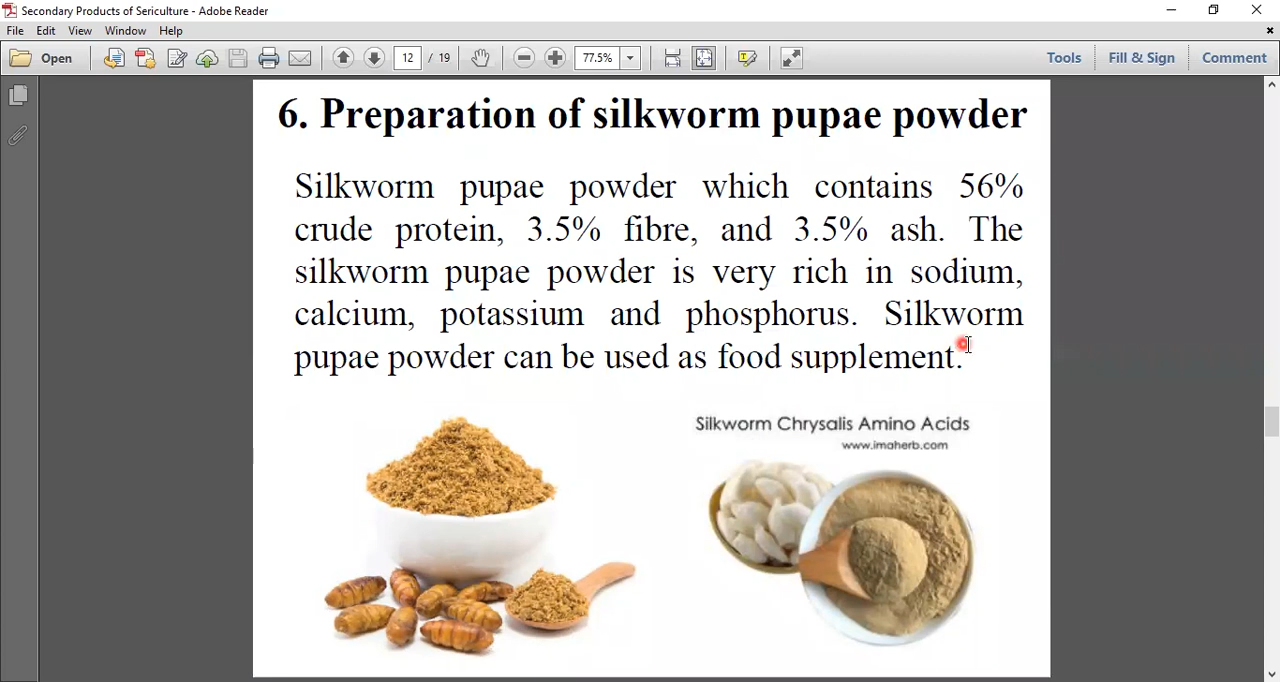 Secondary Products of Sericulture - Adobe Reader
File Edit View Window Help
Open 12 / 19 77.5% Tools Fill & Sign Comment
6. Preparation of silkworm pupae powder
Silkworm pupae powder which contains 56%
crude protein, 3.5% fibre, and 3.5% ash. The
silkworm pupae powder is very rich in sodium,
calcium, potassium and phosphorus. Silkworm
pupae powder can be used as food supplement.
Silkworm Chrysalis Amino Acids
www.imaherb.com